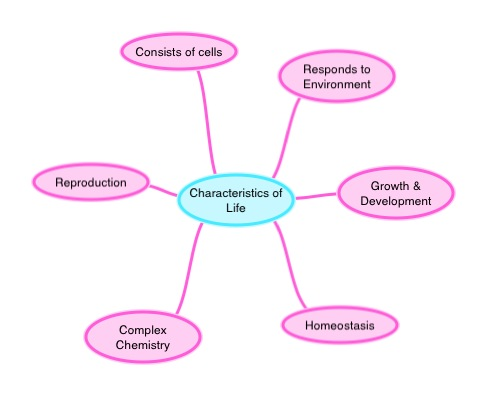 Consists of cells
Responds to
Environment
Reproduction
Characteristics of
Life
Growth &
Development
Complex
Chemistry
Homeostasis